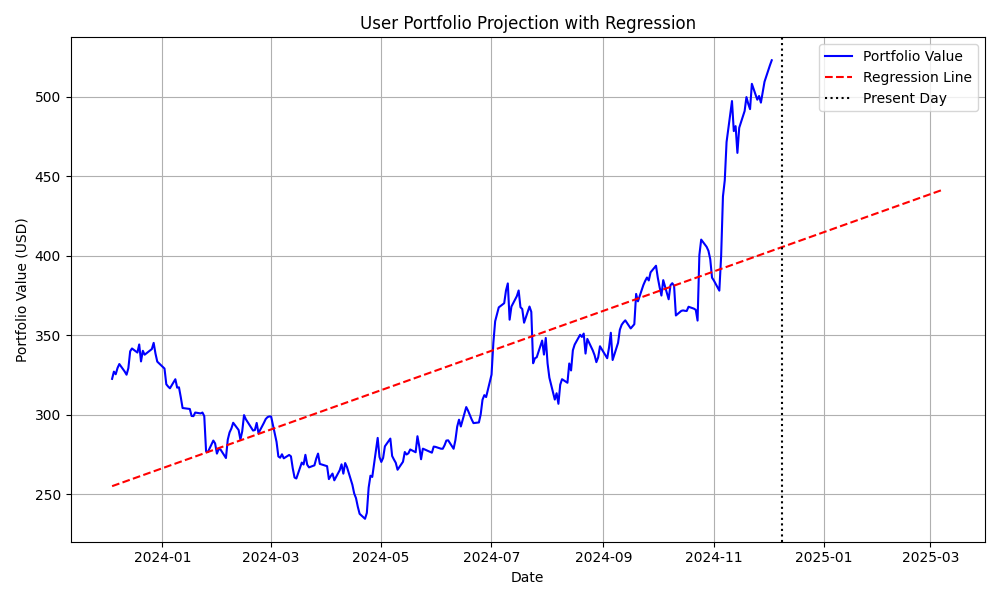 User Portfolio Projection with Regression
Portfolio Value
Regression Line
Present Day
Portfolio Value (USD)
500
450
400
350
300
250
2024-01
2024-03
2024-05
2024-07
2024-09
2024-11
2025-01
2025-03
Date